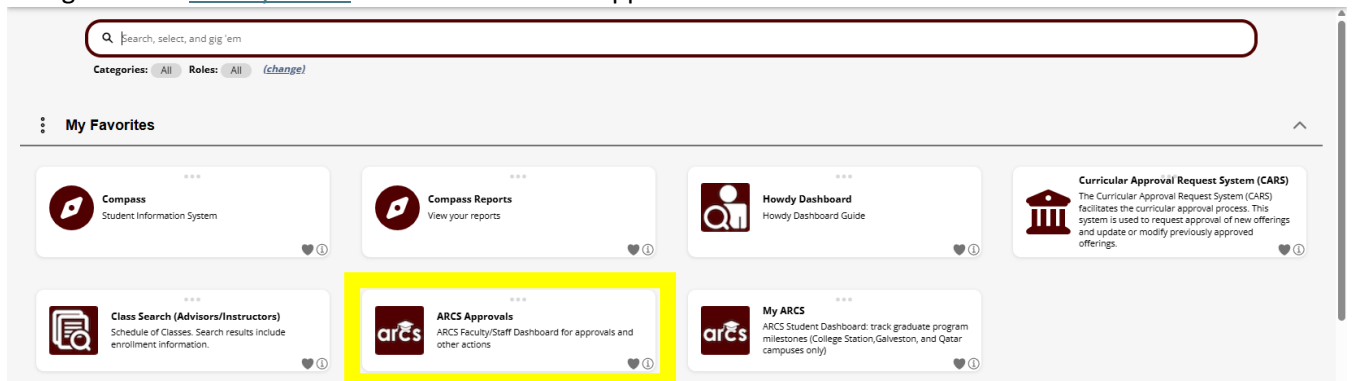 Search, select, and gig 'em
Categories: All Roles: All (change)
My Favorites
Compass
Student Information System
Compass Reports
View your reports
Howdy Dashboard
Howdy Dashboard Guide
Curricular Approval Request System (CARS)
The Curricular Approval Request System (CARS)
facilitates the curricular approval process. This
system is used to request approval of new offerings
and update or modify previously approved
offerings.
Class Search (Advisors/Instructors)
Schedule of Classes. Search results include
enrollment information.
arcs
ARCS Approvals
ARCS Faculty/Staff Dashboard for approvals and
other actions
arcs
My ARCS
ARCS Student Dashboard: track graduate program
milestones (College Station,Galveston, and Qatar
campuses only)